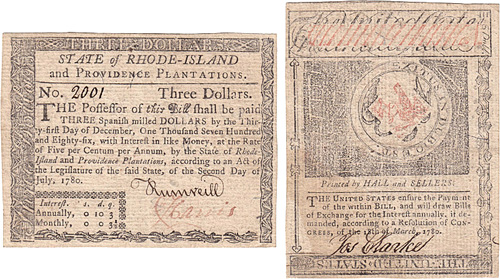 THREE DOLLARS.
STATE of RHODE-ISLAND
and PROVIDENCE PLANTATIONS.
No. 2001 Three Dollars.
THE Possessor of this Bill shall be paid
THREE Spanish milled DOLLARS by the Thir-
ty-first Day of December, One Thousand Seven Hundred
and Eighty-six, with Interest in like Money, at the Rate
of Five per Centum per Annum, by the State of Rhode-
Island and Providence Plantations, according to an Act of
the Legislature of the said State, of the Second Day of
July, 1780.
Interest. s. d. q.
Annually, 0 10 3
Monthly, 0 0 3
Printed by HALL and SELLERS.
THE UNITED STATES ensure the Payment
of the within BILL, and will draw Bills
of Exchange for the Interest annually, if de-
manded, according to a Resolution of CON-
GRESS, of the 18th of March, 1780.
Jos Clarke